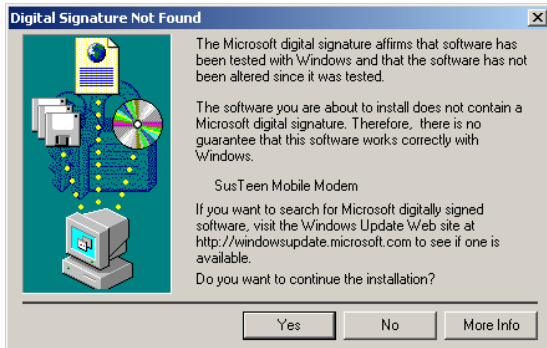 Digital Signature Not Found
The Microsoft digital signature affirms that software has
been tested with Windows and that the software has not
been altered since it was tested.
The software you are about to install does not contain a
Microsoft digital signature. Therefore, there is no
guarantee that this software works correctly with
Windows.
SusTeen Mobile Modem
If you want to search for Microsoft digitally signed
software, visit the Windows Update Web site at
http://windowsupdate.microsoft.com to see if one is
available.
Do you want to continue the installation?
Yes
No
More Info